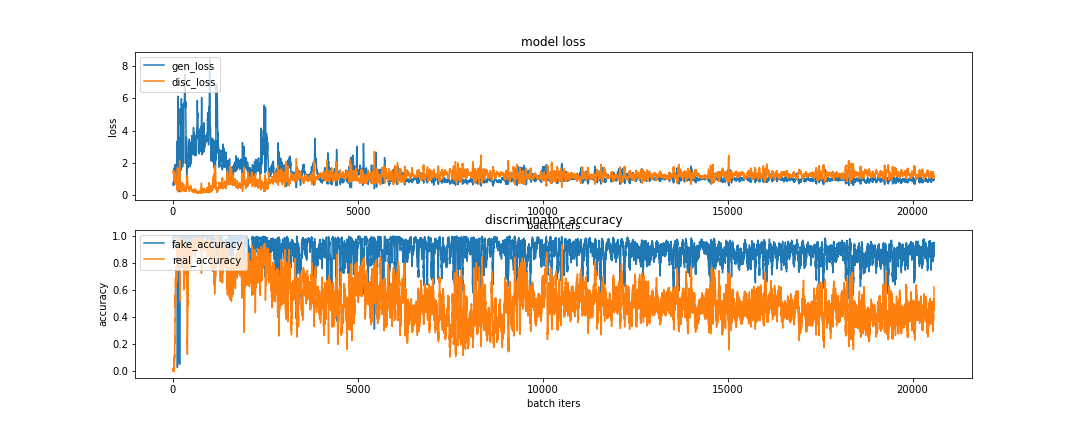 model loss
gen_loss
disc_loss
8
6
4
2
0
loss
0 5000 10000 15000 20000
batch iters
discriminator accuracy
fake_accuracy
real_accuracy
1.0
0.8
0.6
0.4
0.2
0.0
accuracy
0 5000 10000 15000 20000
batch iters